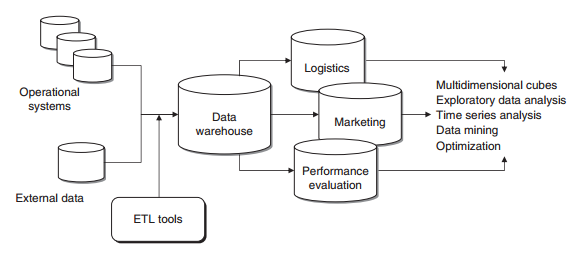 Operational
systems
External data
ETL tools
Data
warehouse
Logistics
Marketing
Performance
evaluation
Multidimensional cubes
Exploratory data analysis
Time series analysis
Data mining
Optimization